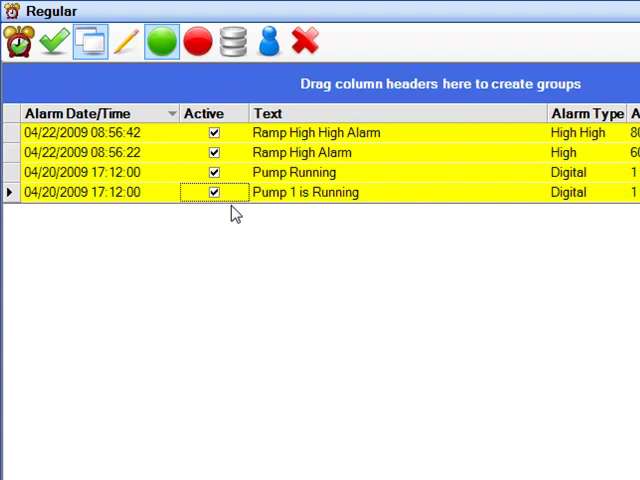 Regular
Drag column headers here to create groups
Alarm Date/Time Active Text Alarm Type A
04/22/2009 08:56:42 Ramp High High Alarm High High 80
04/22/2009 08:56:22 Ramp High Alarm High 60
04/20/2009 17:12:00 Pump Running Digital 1
04/20/2009 17:12:00 Pump 1 is Running Digital 1